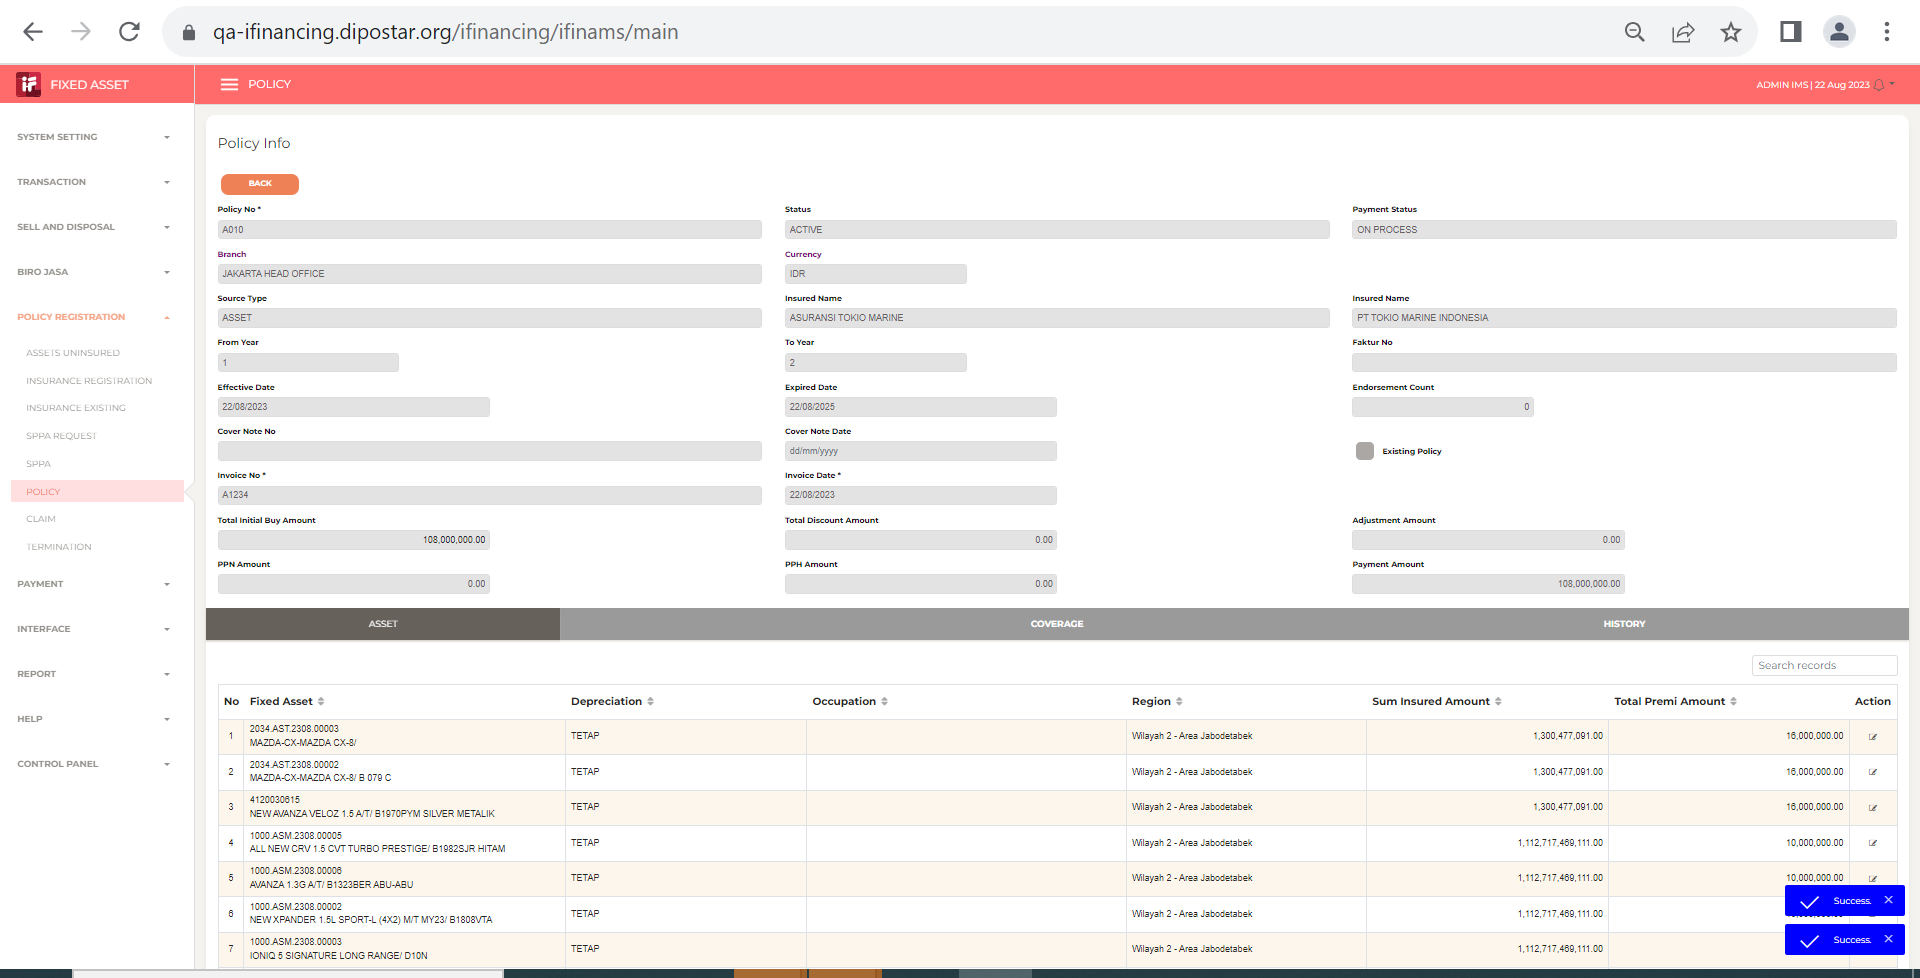 qa-ifinancing.dipostar.org/ifinancing/ifinams/main
iF FIXED ASSET
POLICY
ADMIN IMS | 22 Aug 2023
SYSTEM SETTING
TRANSACTION
SELL AND DISPOSAL
BIRO JASA
POLICY REGISTRATION
ASSETS UNINSURED
INSURANCE REGISTRATION
INSURANCE EXISTING
SPPA REQUEST
SPPA
POLICY
CLAIM
TERMINATION
PAYMENT
INTERFACE
REPORT
HELP
CONTROL PANEL
Policy Info
BACK
Policy No * Status Payment Status
A010 ACTIVE ON PROCESS
Branch Currency
JAKARTA HEAD OFFICE IDR
Source Type Insured Name Insured Name
ASSET ASURANSI TOKIO MARINE PT TOKIO MARINE INDONESIA
From Year To Year Faktur No
1 2
Effective Date Expired Date Endorsement Count
22/08/2023 22/08/2025 0
Cover Note No Cover Note Date
dd/mm/yyyy Existing Policy
Invoice No * Invoice Date *
A1234 22/08/2023
Total Initial Buy Amount Total Discount Amount Adjustment Amount
108,000,000.00 0.00 0.00
PPN Amount PPH Amount Payment Amount
0.00 0.00 108,000,000.00
ASSET COVERAGE HISTORY
Search records
No Fixed Asset Depreciation Occupation Region Sum Insured Amount Total Premi Amount Action
1 2034.AST.2308.00003 TETAP Wilayah 2 - Area Jabodetabek 1,300,477,091.00 16,000,000.00
MAZDA-CX-MAZDA CX-8/
2 2034.AST.2308.00002 TETAP Wilayah 2 - Area Jabodetabek 1,300,477,091.00 16,000,000.00
MAZDA-CX-MAZDA CX-8/ B 079 C
3 4120030615 TETAP Wilayah 2 - Area Jabodetabek 1,300,477,091.00 16,000,000.00
NEW AVANZA VELOZ 1.5 A/T/ B1970PYM SILVER METALIK
4 1000.ASM.2308.00005 TETAP Wilayah 2 - Area Jabodetabek 1,112,717,469,111.00 10,000,000.00
ALL NEW CRV 1.5 CVT TURBO PRESTIGE/ B1982SJR HITAM
5 1000.ASM.2308.00006 TETAP Wilayah 2 - Area Jabodetabek 1,112,717,469,111.00 10,000,000.00
AVANZA 1.3G A/T/ B1323BER ABU-ABU
6 1000.ASM.2308.00002 TETAP Wilayah 2 - Area Jabodetabek 1,112,717,469,111.00
NEW XPANDER 1.5L SPORT-L (4X2) M/T MY23/ B1808VTA
7 1000.ASM.2308.00003 TETAP Wilayah 2 - Area Jabodetabek 1,112,717,469,111.00
IONIQ 5 SIGNATURE LONG RANGE/ D10N
Success.
Success.